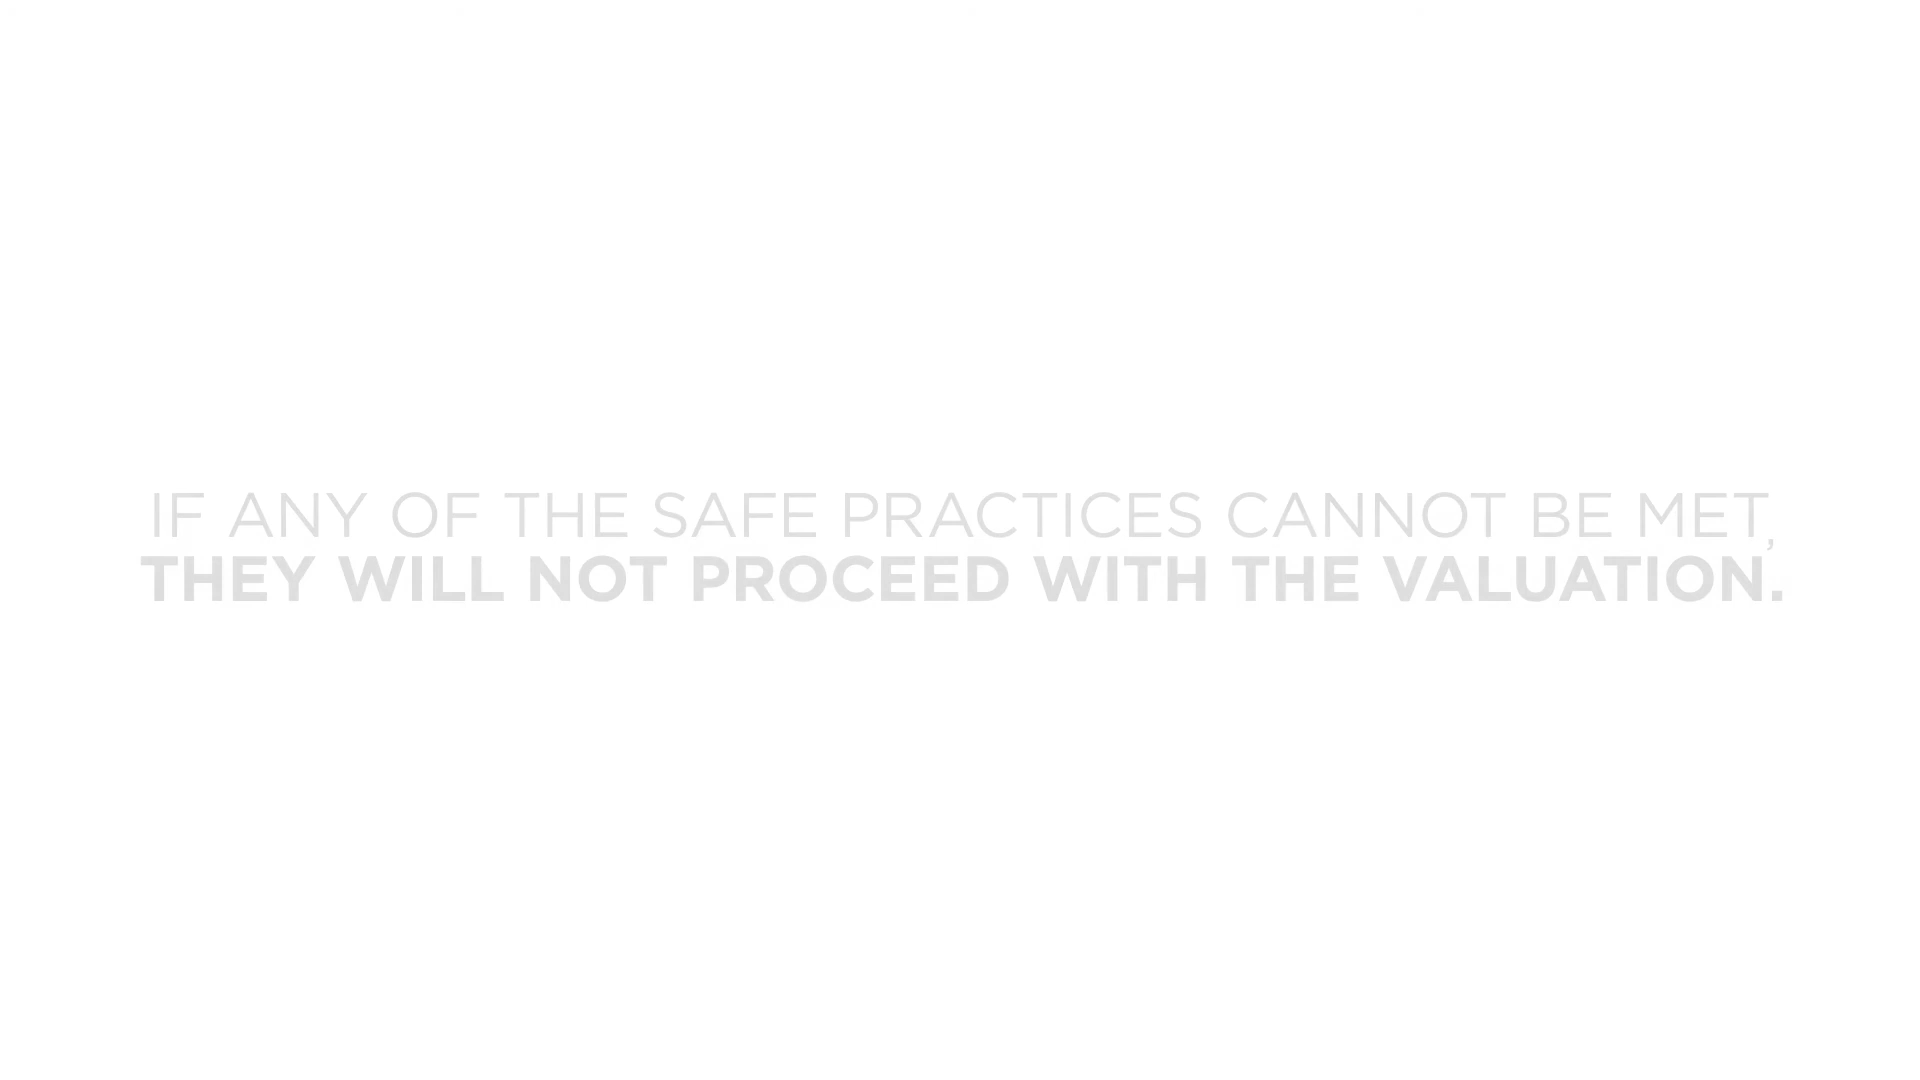 IF ANY OF THE SAFE PRACTICES CANNOT BE MET,
THEY WILL NOT PROCEED WITH THE VALUATION.